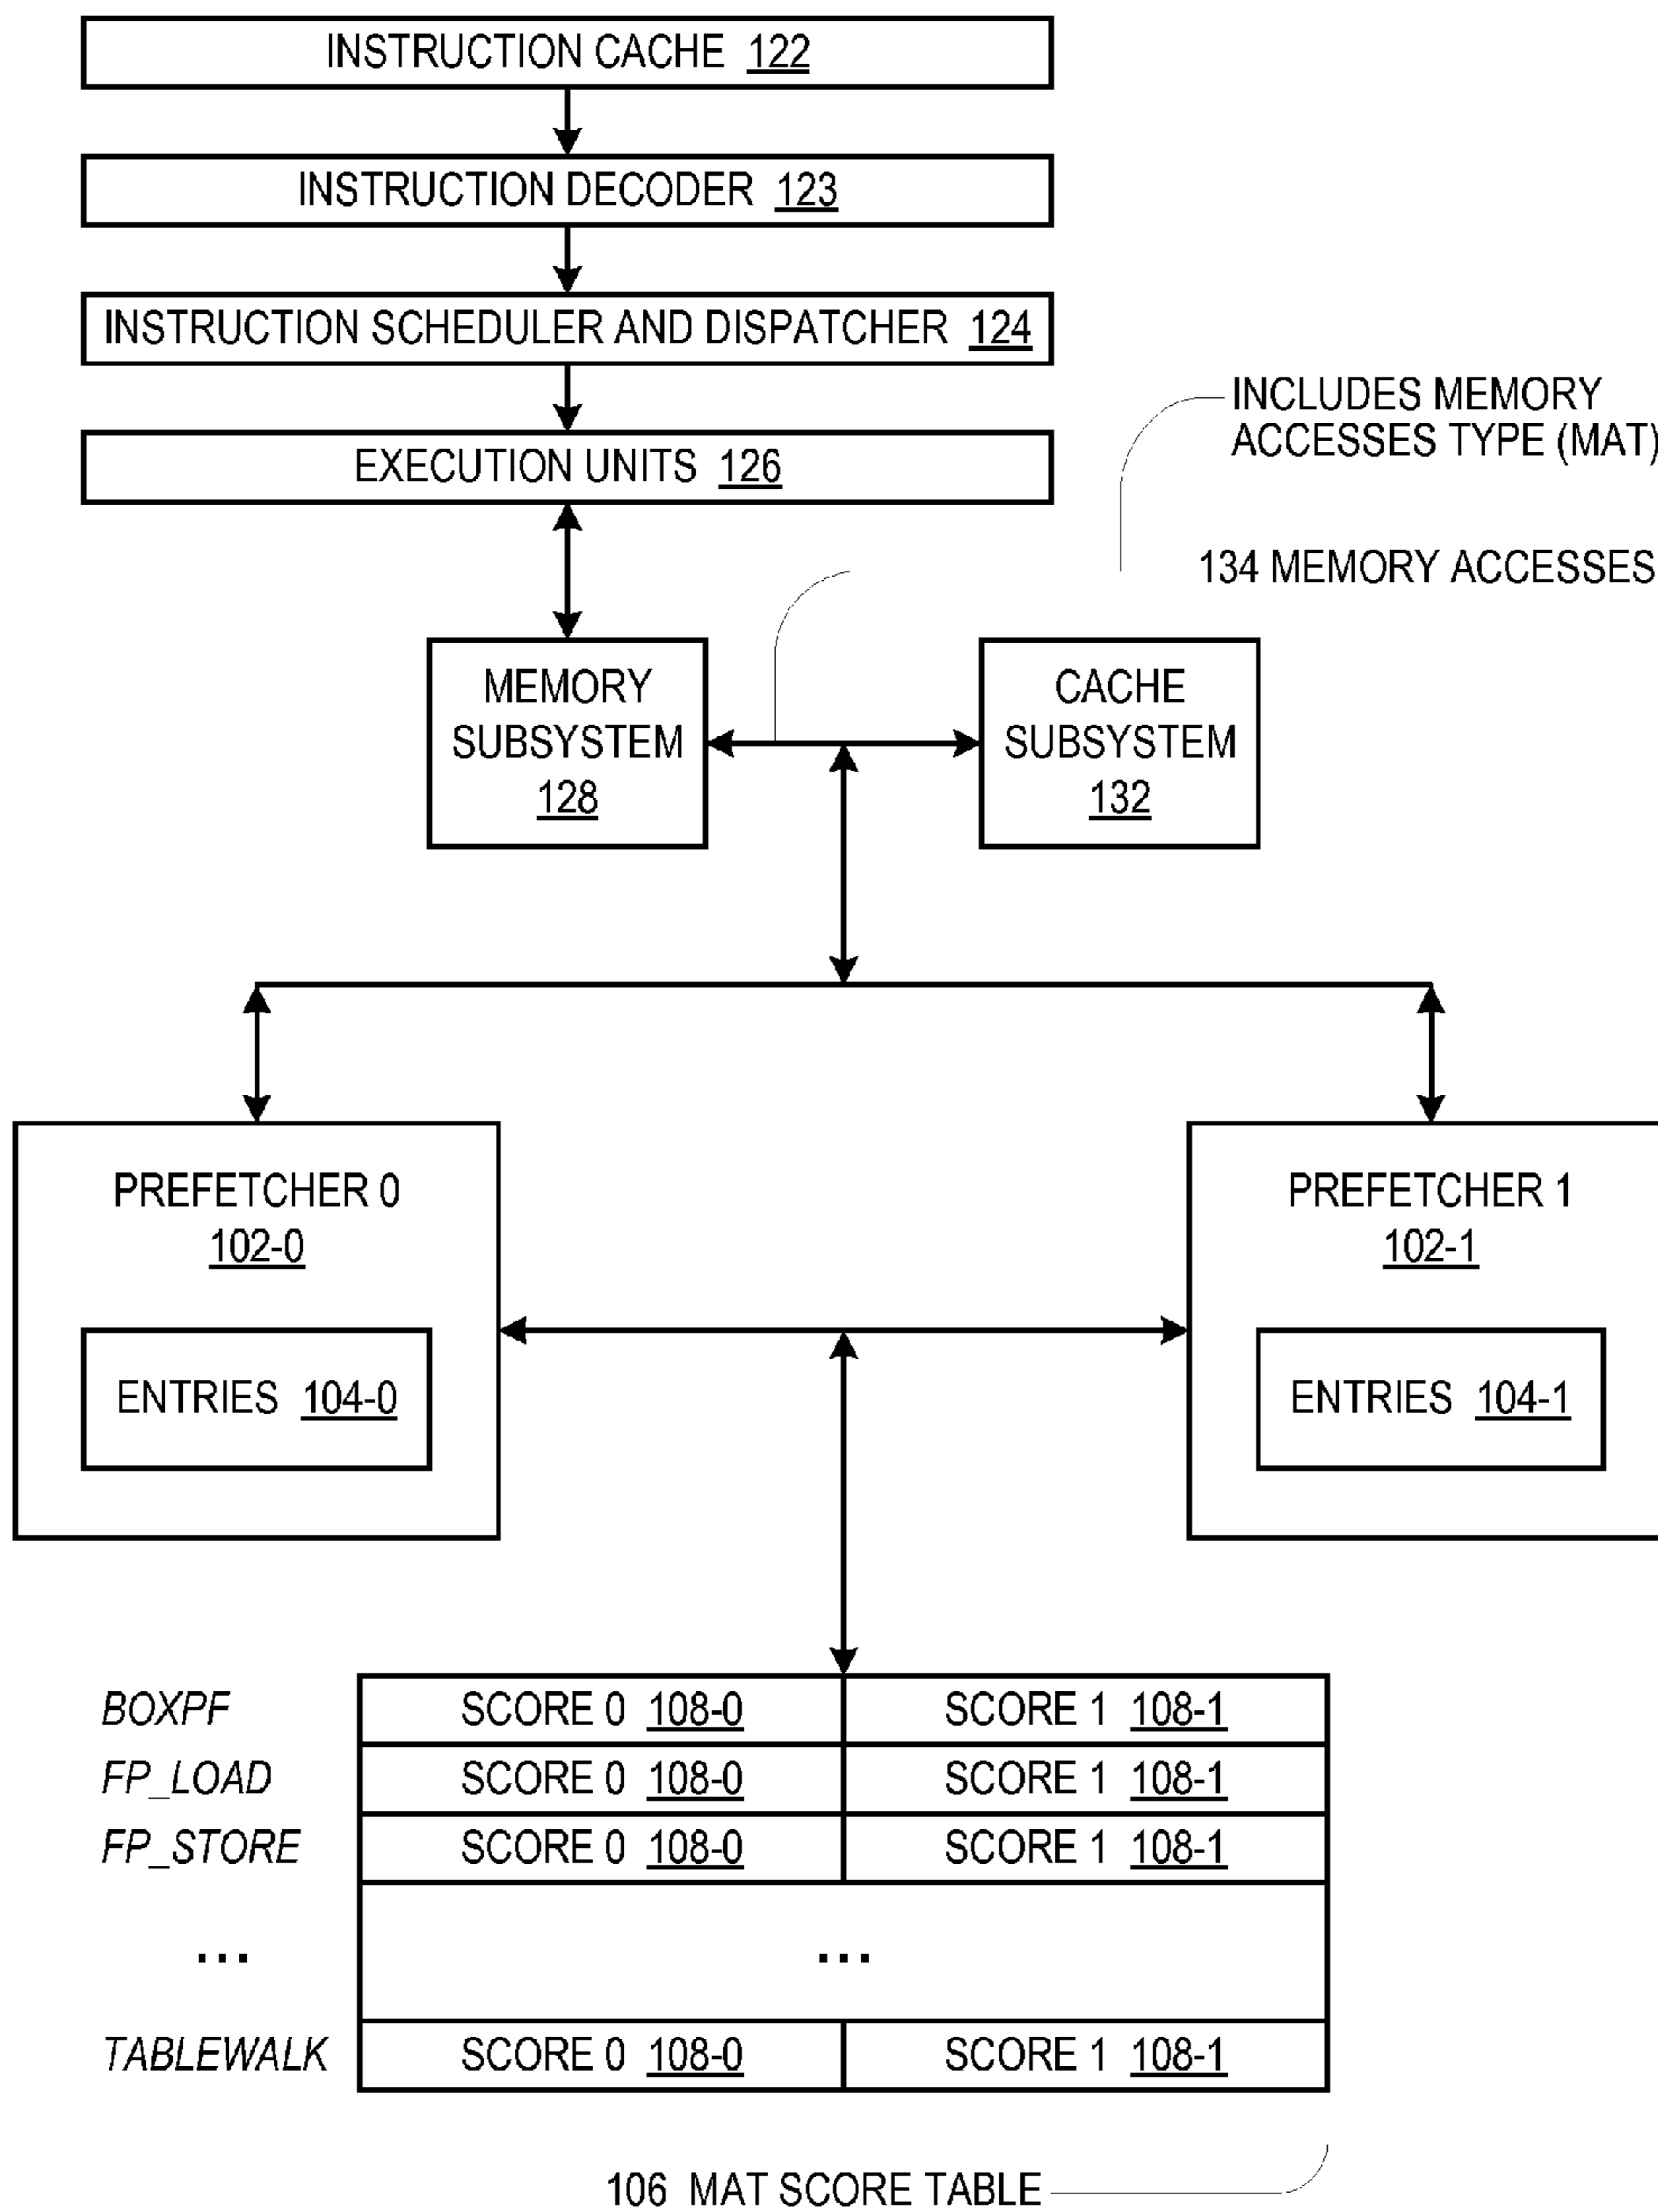 INSTRUCTION CACHE 122
INSTRUCTION DECODER 123
INSTRUCTION SCHEDULER AND DISPATCHER 124
INCLUDES MEMORY
ACCESSES TYPE (MAT)
EXECUTION UNITS 126
134 MEMORY ACCESSES
MEMORY
SUBSYSTEM
128
CACHE
SUBSYSTEM
132
PREFETCHER 0
102-0
ENTRIES 104-0
PREFETCHER 1
102-1
ENTRIES 104-1
BOXPF SCORE 0 108-0 SCORE 1 108-1
FP_LOAD SCORE 0 108-0 SCORE 1 108-1
FP_STORE SCORE 0 108-0 SCORE 1 108-1
... ...
TABLEWALK SCORE 0 108-0 SCORE 1 108-1
106 MAT SCORE TABLE